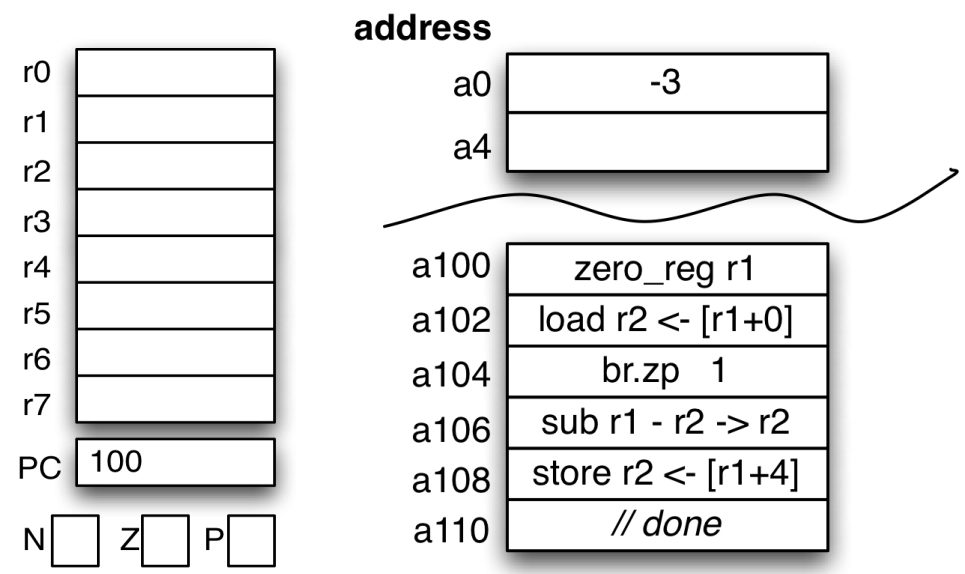 address
r0
r1
r2
r3
r4
r5
r6
r7
PC 100
N Z P
a0 -3
a4
a100 zero_reg r1
a102 load r2 <- [r1+0]
a104 br.zp 1
a106 sub r1 - r2 -> r2
a108 store r2 <- [r1+4]
a110 // done